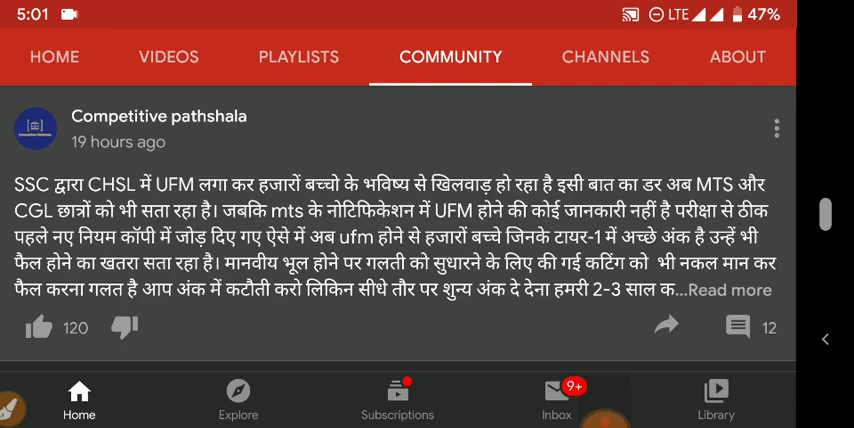 5:01 LTE 47%
HOME VIDEOS PLAYLISTS COMMUNITY CHANNELS ABOUT
Competitive pathshala
19 hours ago
SSC द्वारा CHSL में UFM लगा कर हजारों बच्चो के भविष्य से खिलवाड़ हो रहा है इसी बात का डर अब MTS और
CGL छात्रों को भी सता रहा है। जबकि mts के नोटिफिकेशन में UFM होने की कोई जानकारी नहीं है परीक्षा से ठीक
पहले नए नियम कॉपी में जोड़ दिए गए ऐसे में अब ufm होने से हजारों बच्चे जिनके टायर-1 में अच्छे अंक है उन्हें भी
फैल होने का खतरा सता रहा है। मानवीय भूल होने पर गलती को सुधारने के लिए की गई कटिंग को भी नकल मान कर
फैल करना गलत है आप अंक में कटौती करो लिकिन सीधे तौर पर शुन्य अंक दे देना हमरी 2-3 साल क...Read more
120 12
9+
Home Explore Subscriptions Inbox Library